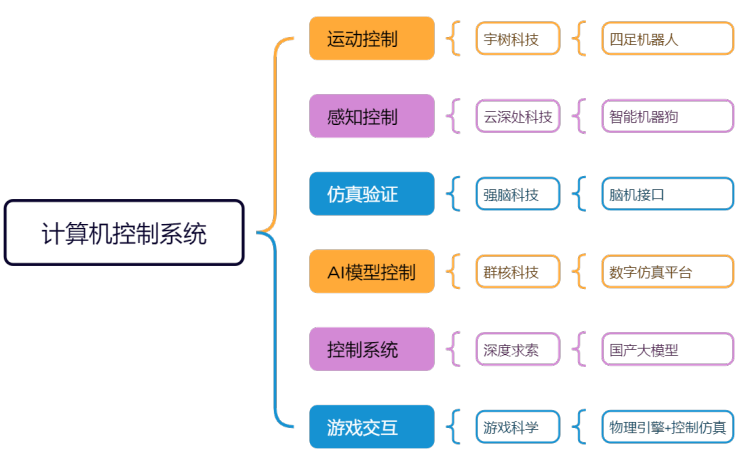 计算机控制系统
运动控制
宇树科技
四足机器人
感知控制
云深处科技
智能机器狗
仿真验证
强脑科技
脑机接口
AI模型控制
群核科技
数字仿真平台
控制系统
深度求索
国产大模型
游戏交互
游戏科学
物理引擎+控制仿真